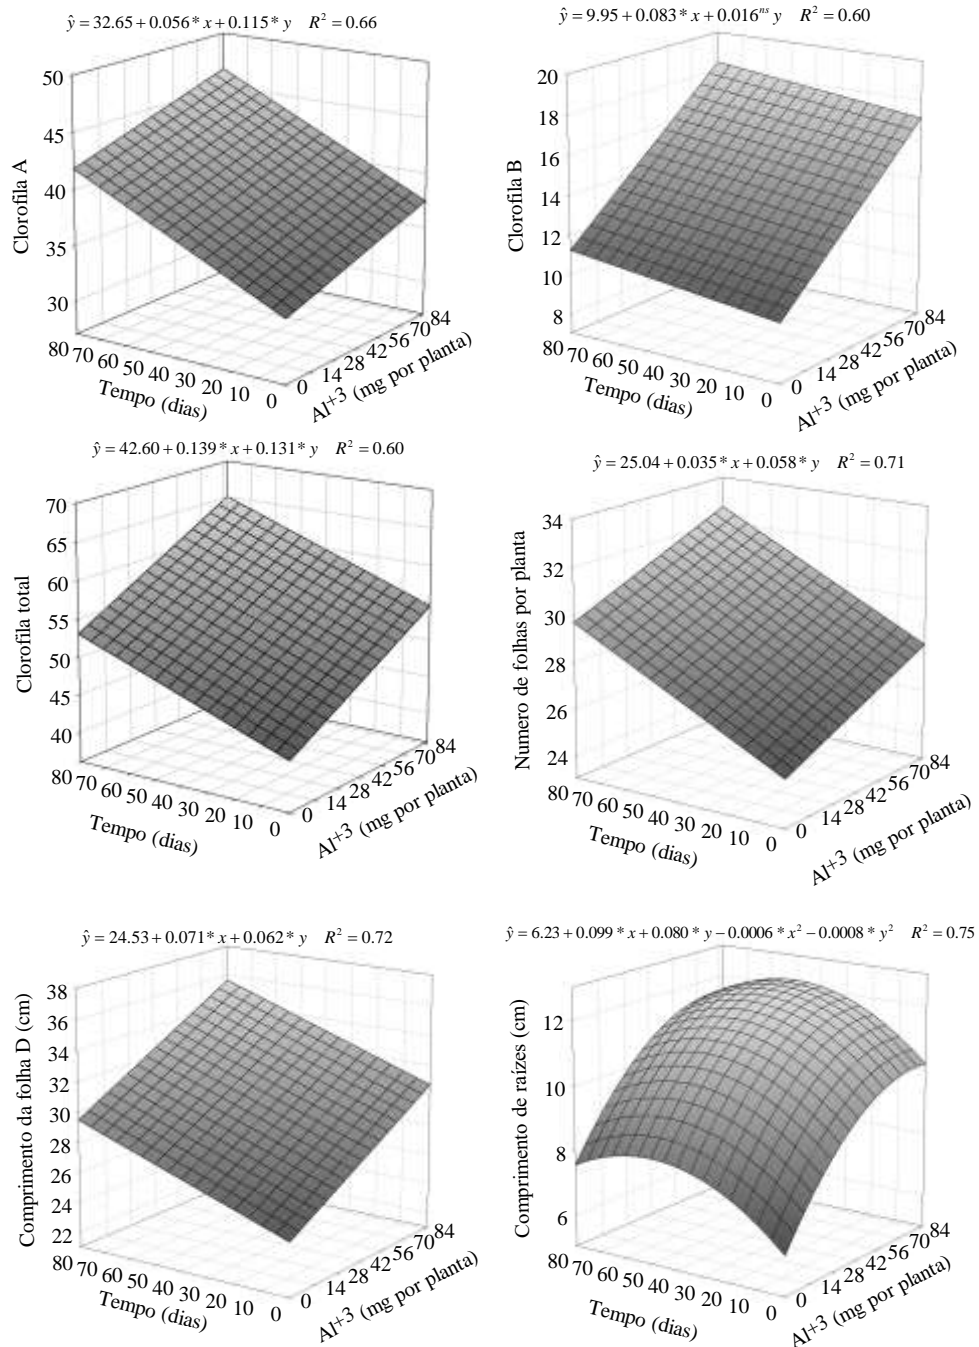 ŷ = 32.65 + 0.056 * x + 0.115 * y R² = 0.66
50
45
40
35
30
Clorofila A
80 70 60 50 40 30 20 10 0
Tempo (dias)
0 14 28 42 56 70 84
Al+3 (mg por planta)
ŷ = 9.95 + 0.083 * x + 0.016ⁿˢ y R² = 0.60
20
18
16
14
12
10
8
Clorofila B
80 70 60 50 40 30 20 10 0
Tempo (dias)
0 14 28 42 56 70 84
Al+3 (mg por planta)
ŷ = 42.60 + 0.139 * x + 0.131 * y R² = 0.60
70
65
60
55
50
45
40
Clorofila total
80 70 60 50 40 30 20 10 0
Tempo (dias)
0 14 28 42 56 70 84
Al+3 (mg por planta)
ŷ = 25.04 + 0.035 * x + 0.058 * y R² = 0.71
34
32
30
28
26
24
Numero de folhas por planta
80 70 60 50 40 30 20 10 0
Tempo (dias)
0 14 28 42 56 70 84
Al+3 (mg por planta)
ŷ = 24.53 + 0.071 * x + 0.062 * y R² = 0.72
38
36
34
32
30
28
26
24
22
Comprimento da folha D (cm)
80 70 60 50 40 30 20 10 0
Tempo (dias)
0 14 28 42 56 70 84
Al+3 (mg por planta)
ŷ = 6.23 + 0.099 * x + 0.080 * y − 0.0006 * x² − 0.0008 * y² R² = 0.75
12
10
8
6
Comprimento de raízes (cm)
80 70 60 50 40 30 20 10 0
Tempo (dias)
0 14 28 42 56 70 84
Al+3 (mg por planta)